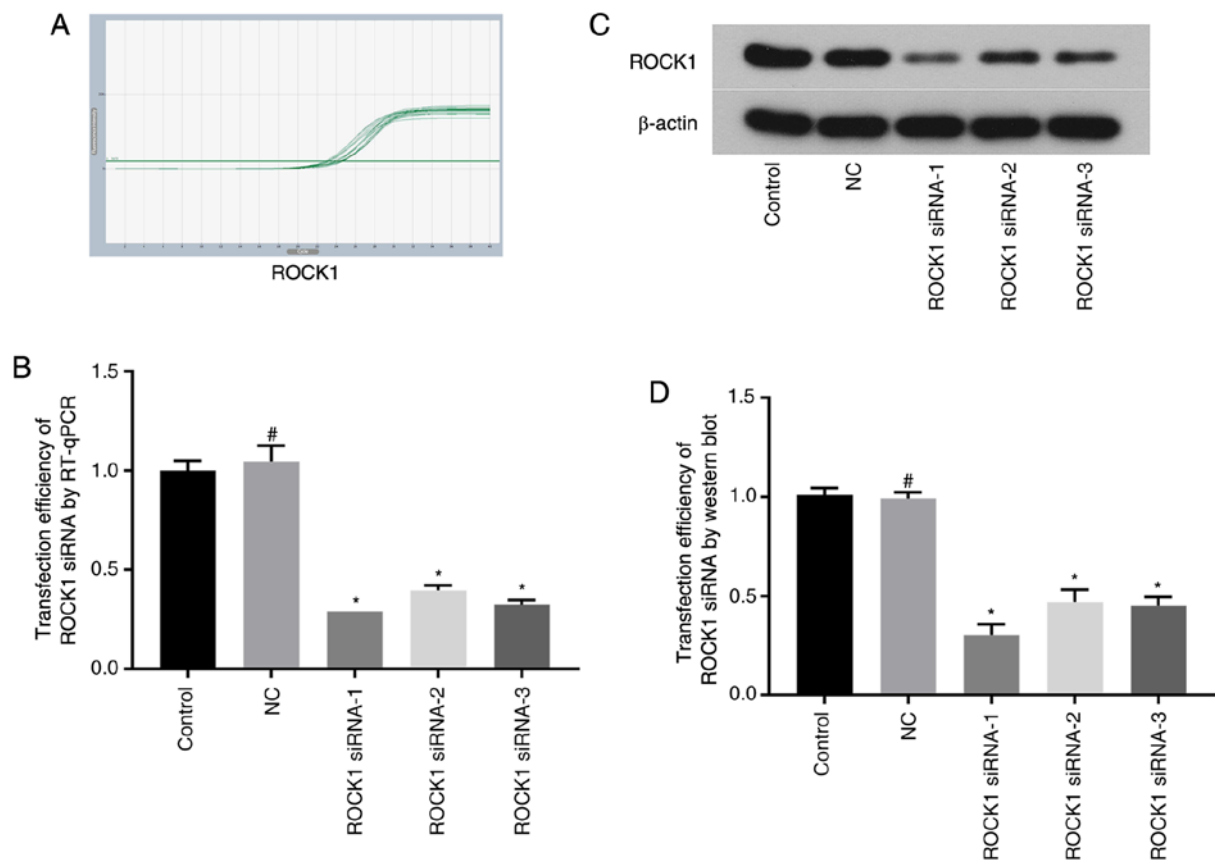 A
ROCK1
C
ROCK1
β-actin
Control
NC
ROCK1 siRNA-1
ROCK1 siRNA-2
ROCK1 siRNA-3
B
Transfection efficiency of
ROCK1 siRNA by RT-qPCR
1.5
1.0
0.5
0.0
#
*
*
*
Control
NC
ROCK1 siRNA-1
ROCK1 siRNA-2
ROCK1 siRNA-3
D
Transfection efficiency of
ROCK1 siRNA by western blot
1.5
1.0
0.5
0.0
#
*
*
*
Control
NC
ROCK1 siRNA-1
ROCK1 siRNA-2
ROCK1 siRNA-3